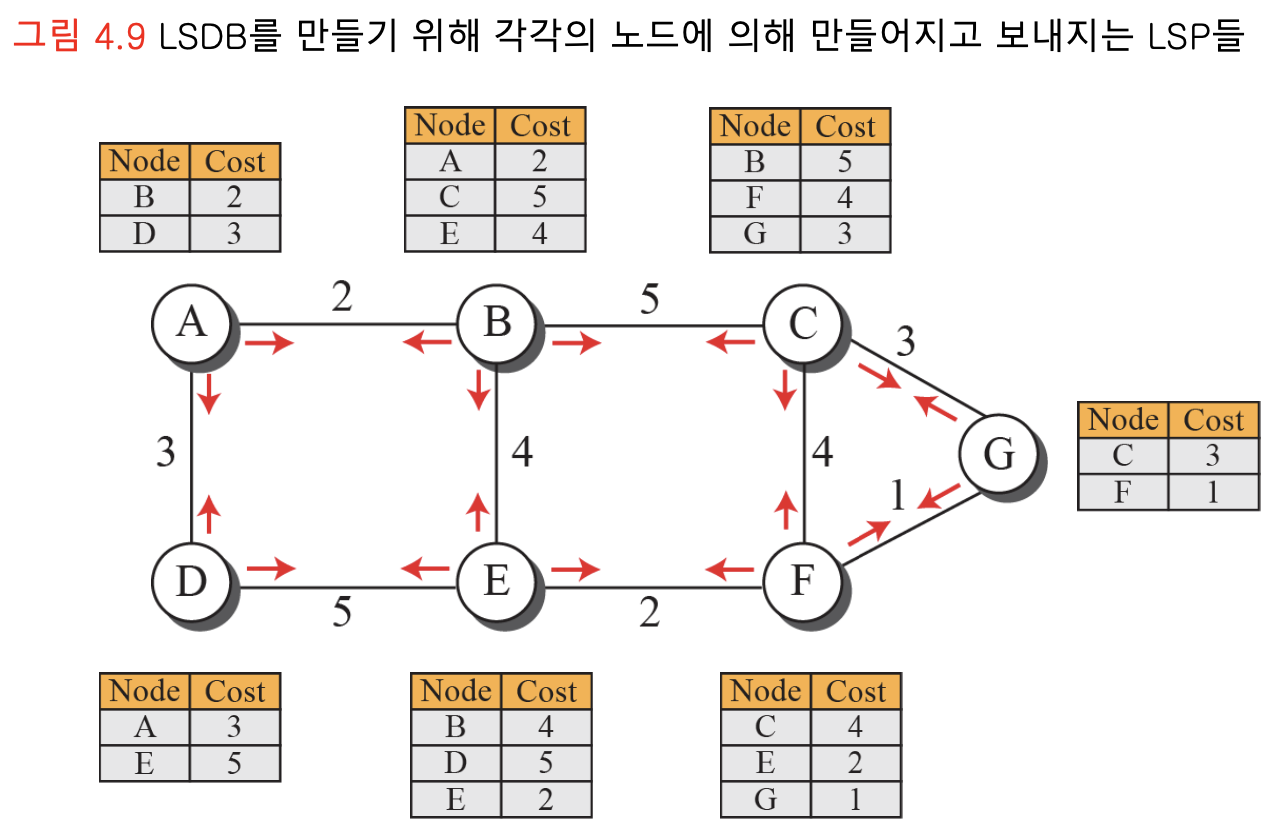 그림 4.9 LSDB를 만들기 위해 각각의 노드에 의해 만들어지고 보내지는 LSP들
Node Cost
B 2
D 3
Node Cost
A 2
C 5
E 4
Node Cost
B 5
F 4
G 3
A 2 B 5 C
3
3 4 4 G
1
Node Cost
C 3
F 1
D 5 E 2 F
Node Cost
A 3
E 5
Node Cost
B 4
D 5
E 2
Node Cost
C 4
E 2
G 1